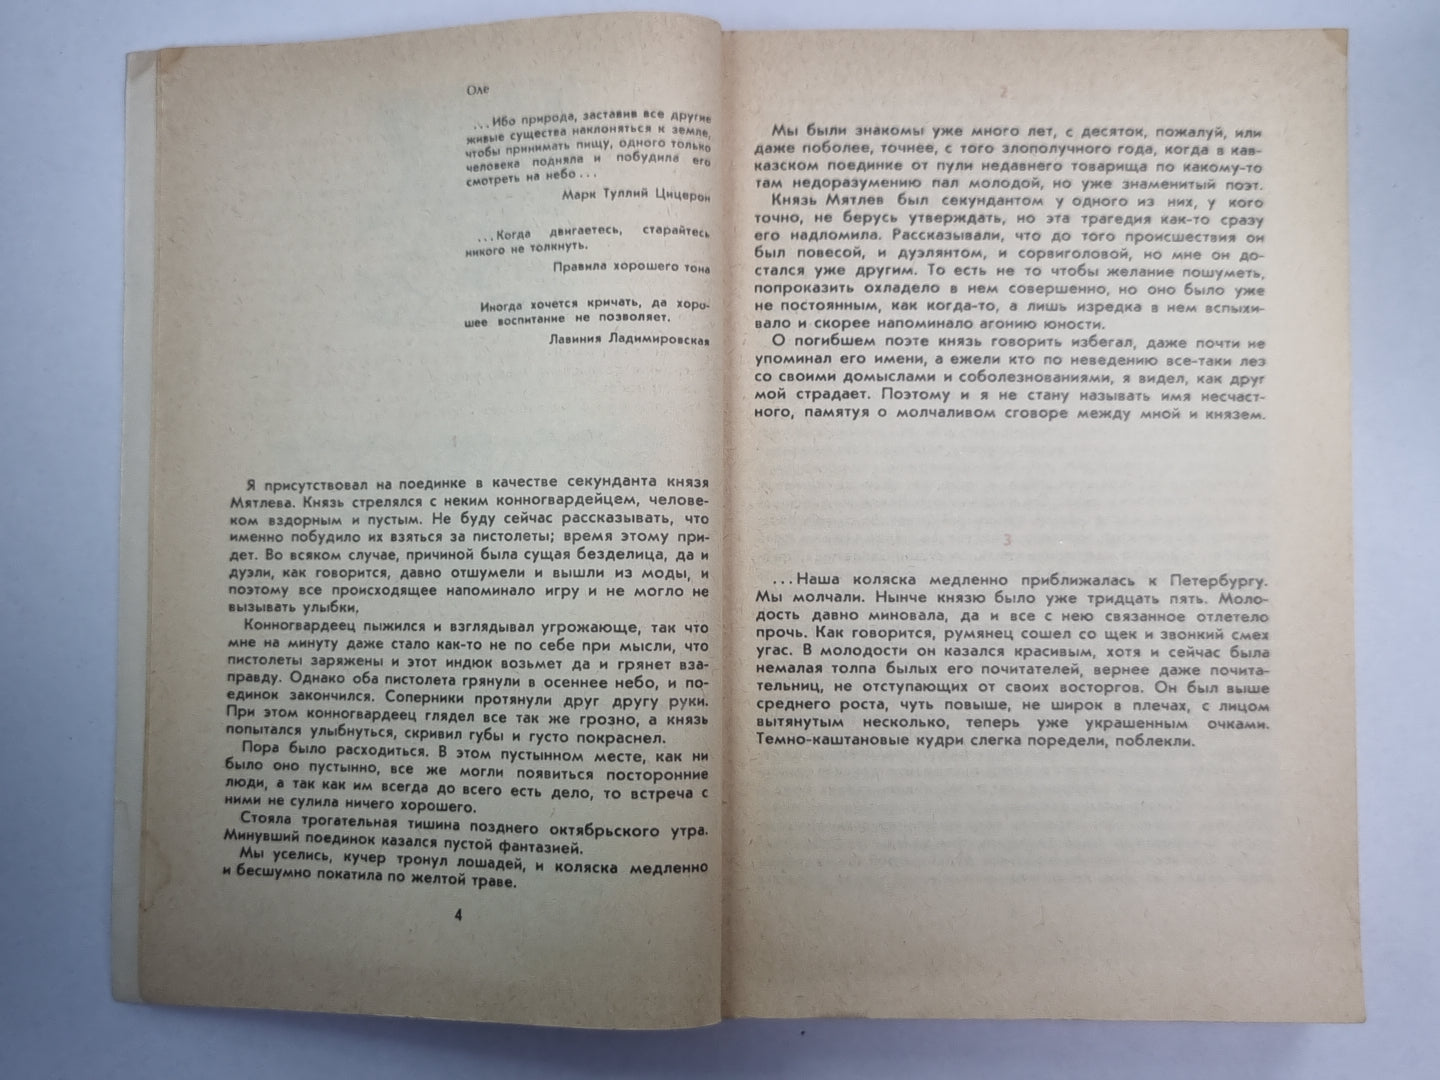 Оле
...Ибо природа, заставив все другие
живые существа наклоняться к земле,
чтобы принимать пищу, одного только
человека подняла и побудила его
смотреть на небо...
Марк Туллий Цицерон
...Когда двигаетесь, старайтесь
никого не толкнуть.
Правила хорошего тона
Иногда хочется кричать, да хоро-
шее воспитание не позволяет.
Лавиния Ладимировская
1
Я присутствовал на поединке в качестве секунданта князя
Мятлева. Князь стрелялся с неким конногвардейцем, челове-
ком вздорным и пустым. Не буду сейчас рассказывать, что
именно побудило их взяться за пистолеты; время этому при-
дет. Во всяком случае, причиной была сущая безделица, да и
дуэли, как говорится, давно отшумели и вышли из моды, и
поэтому все происходящее напоминало игру и не могло не
вызывать улыбки.
Конногвардеец пыжился и взглядывал угрожающе, так что
мне на минуту даже стало как-то не по себе при мысли, что
пистолеты заряжены и этот индюк возьмет да и грянет вза-
правду. Однако оба пистолета грянули в осеннее небо, и по-
единок закончился. Соперники протянули друг другу руки.
При этом конногвардеец глядел все так же грозно, а князь
попытался улыбнуться, скривил губы и густо покраснел.
Пора было расходиться. В этом пустынном месте, как ни
было оно пустынно, все же могли появиться посторонние
люди, а так как им всегда до всего есть дело, то встреча с
ними не сулила ничего хорошего.
Стояла трогательная тишина позднего октябрьского утра.
Минувший поединок казался пустой фантазией.
Мы уселись, кучер тронул лошадей, и коляска медленно
и бесшумно покатила по желтой траве.
4
2
Мы были знакомы уже много лет, с десяток, пожалуй, или
даже поболее, точнее, с того злополучного года, когда в кав-
казском поединке от пули недавнего товарища по какому-то
там недоразумению пал молодой, но уже знаменитый поэт.
Князь Мятлев был секундантом у одного из них, у кого
точно, не берусь утверждать, но эта трагедия как-то сразу
его надломила. Рассказывали, что до того происшествия он
был повесой, и дуэлянтом, и сорвиголовой, но мне он до-
стался уже другим. То есть не то чтобы желание пошуметь,
попроказить охладело в нем совершенно, но оно было уже
не постоянным, как когда-то, а лишь изредка в нем вспыхи-
вало и скорее напоминало агонию юности.
О погибшем поэте князь говорить избегал, даже почти не
упоминал его имени, а ежели кто по неведению все-таки лез
со своими домыслами и соболезнованиями, я видел, как друг
мой страдает. Поэтому и я не стану называть имя несчаст-
ного, памятуя о молчаливом сговоре между мной и князем.
3
...Наша коляска медленно приближалась к Петербургу.
Мы молчали. Нынче князю было уже тридцать пять. Моло-
дость давно миновала, да и все с нею связанное отлетело
прочь. Как говорится, румянец сошел со щек и звонкий смех
угас. В молодости он казался красивым, хотя и сейчас была
немалая толпа былых его почитателей, вернее даже почита-
тельниц, не отступающих от своих восторгов. Он был выше
среднего роста, чуть повыше, не широк в плечах, с лицом
вытянутым несколько, теперь уже украшенным очками.
Темно-каштановые кудри слегка поредели, поблекли.